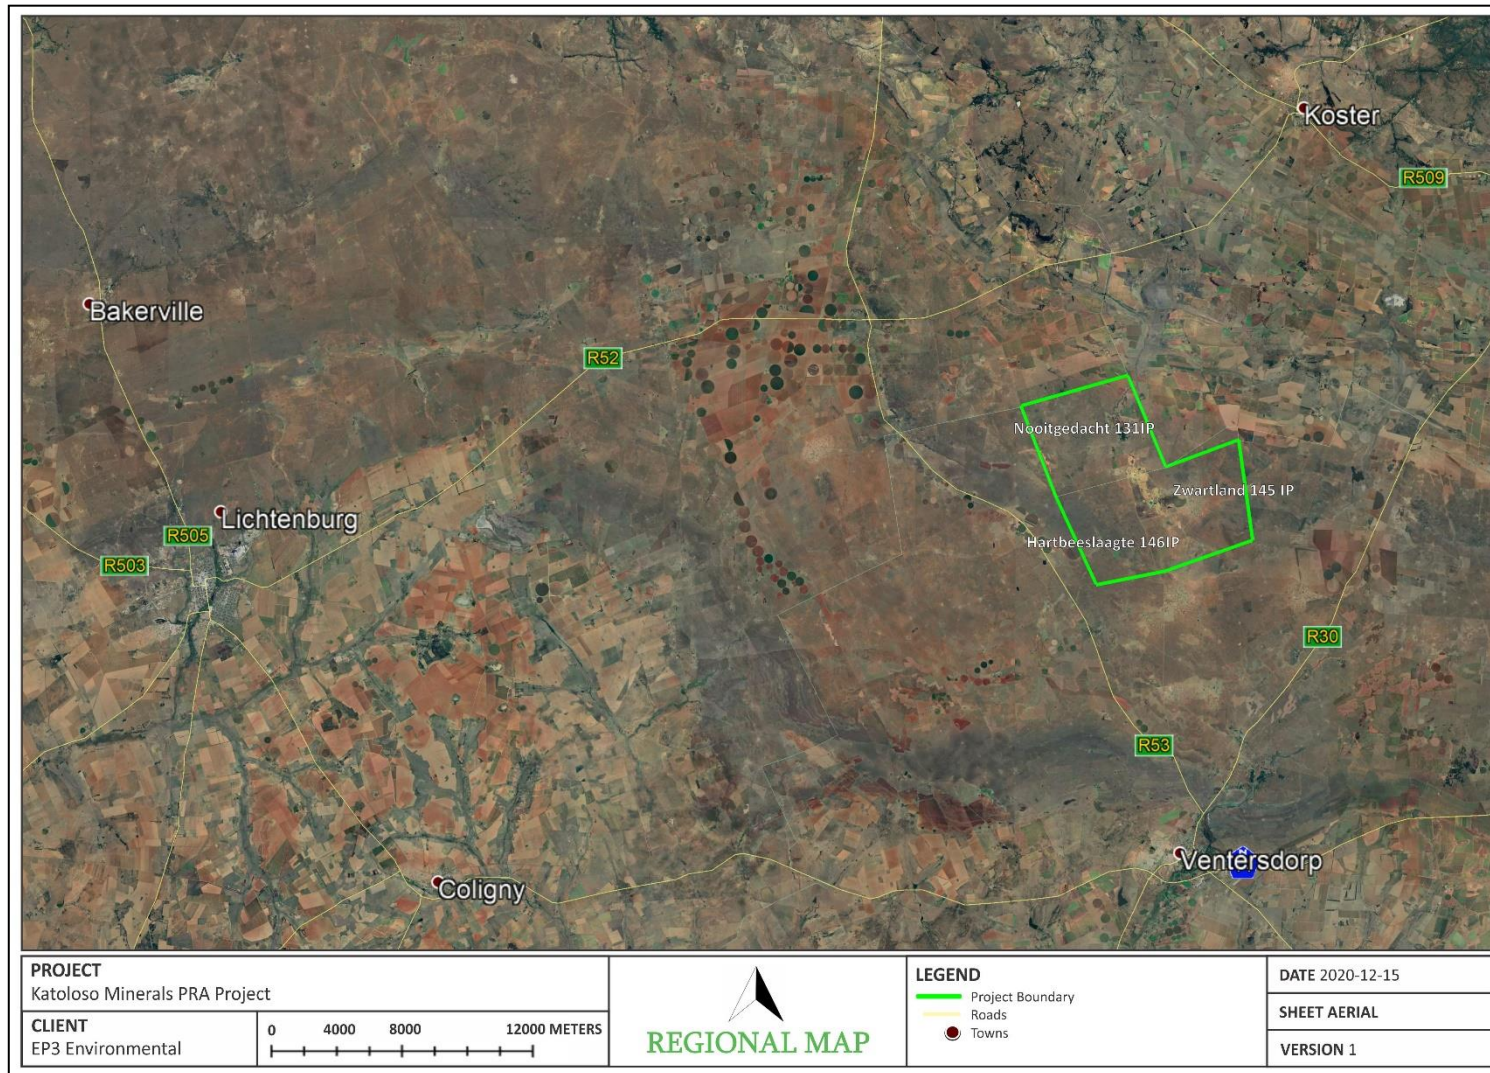 Koster
R509
Bakerville
R52
Nooitgedacht 131IP
Zwartland 145 IP
Lichtenburg
R505
Hartbeeslaagte 146IP
R503
R30
R53
Ventersdorp
Coligny
PROJECT
Katoloso Minerals PRA Project
CLIENT
EP3 Environmental
0 4000 8000 12000 METERS
REGIONAL MAP
LEGEND
Project Boundary
Roads
Towns
DATE 2020-12-15
SHEET AERIAL
VERSION 1